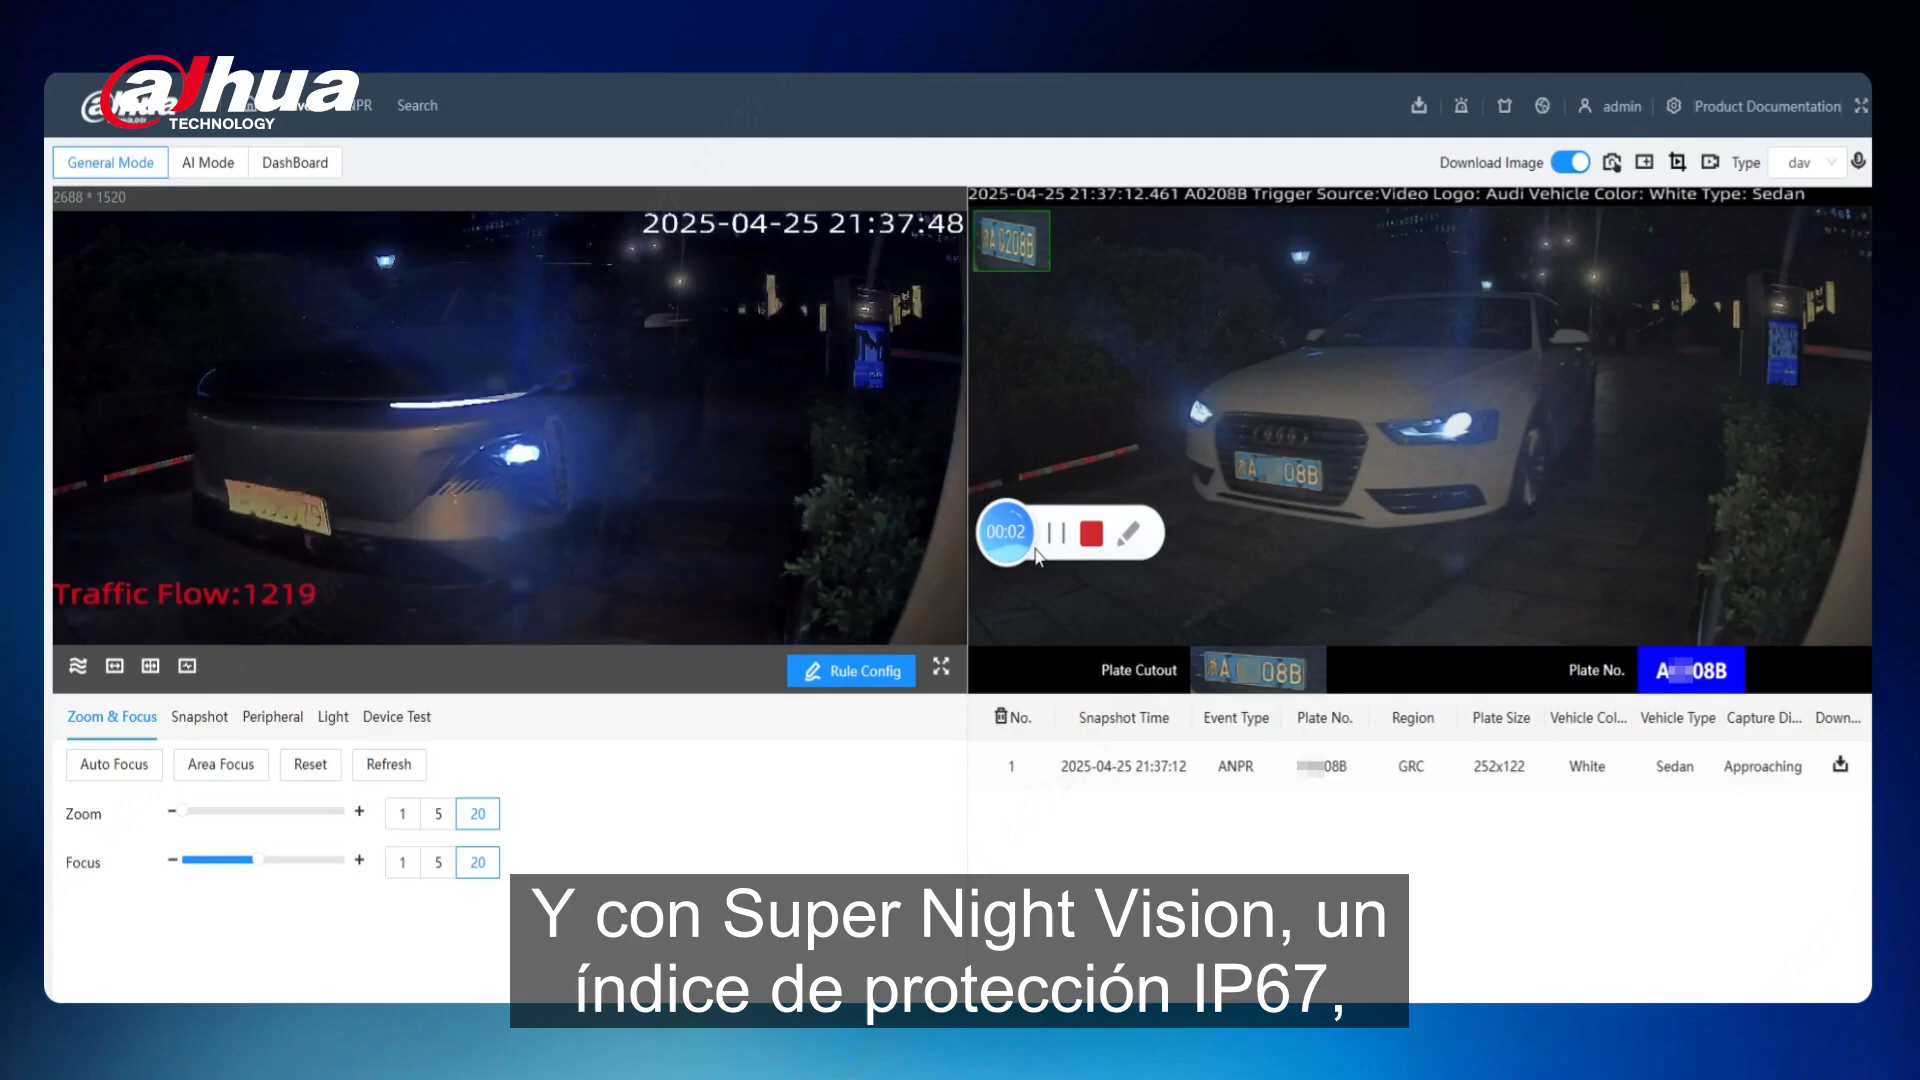 alhua
TECHNOLOGY
Search
admin
Product Documentation
General Mode
AI Mode
DashBoard
Download Image
Type
dav
2688 * 1520
2025-04-25 21:37:48
Traffic Flow:1219
Rule Config
2025-04-25 21:37:12.461 A0208B Trigger Source:Video Logo: Audi Vehicle Color: White Type: Sedan
00:02
Plate Cutout
08B
Plate No.
A 08B
Zoom & Focus
Snapshot
Peripheral
Light
Device Test
Auto Focus
Area Focus
Reset
Refresh
Zoom
1
5
20
Focus
1
5
20
No.
Snapshot Time
Event Type
Plate No.
Region
Plate Size
Vehicle Col...
Vehicle Type
Capture Di...
Down...
1
2025-04-25 21:37:12
ANPR
08B
GRC
252x122
White
Sedan
Approaching
Y con Super Night Vision, un
índice de protección IP67,